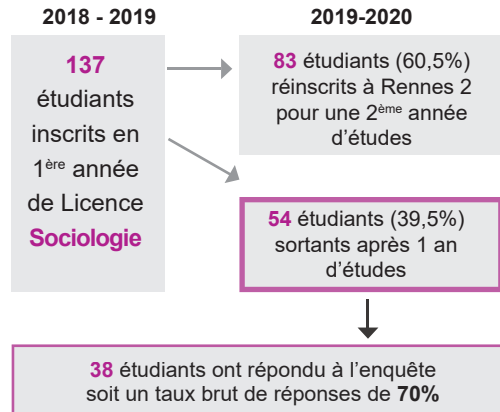 2018 - 2019
2019-2020
137
étudiants
inscrits en
1ère année
de Licence
Sociologie
83 étudiants (60,5%)
réinscrits à Rennes 2
pour une 2ème année
d'études
54 étudiants (39,5%)
sortants après 1 an
d'études
38 étudiants ont répondu à l'enquête
soit un taux brut de réponses de 70%